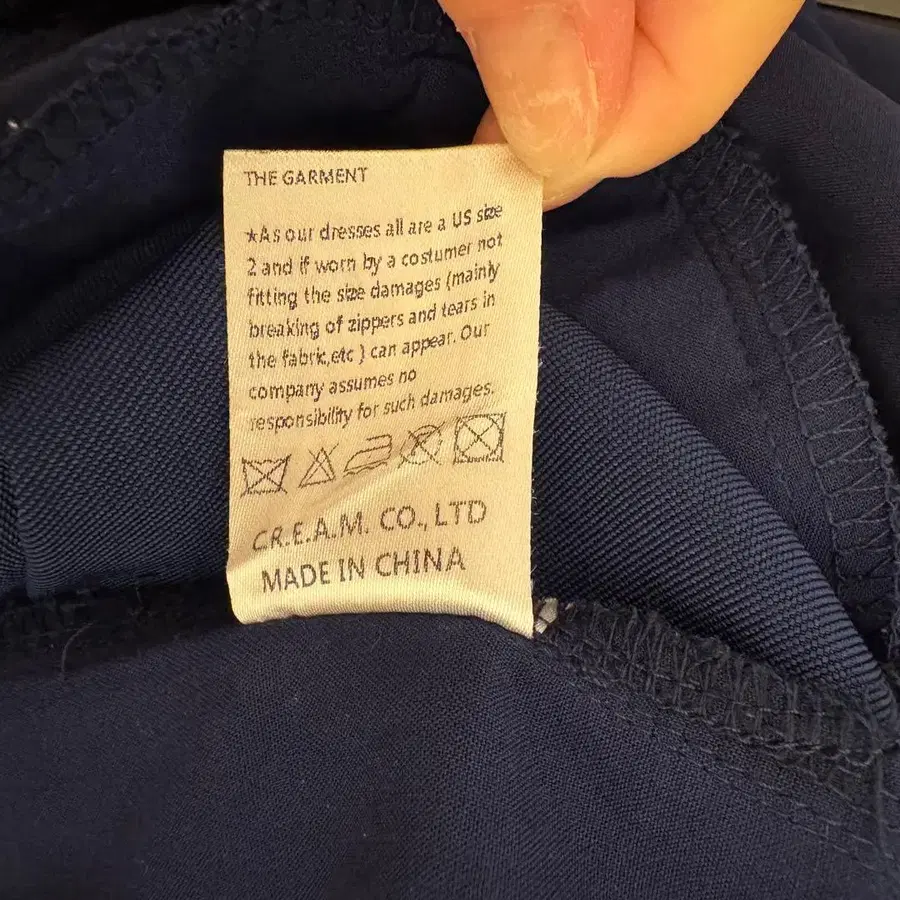 THE GARMENT
★As our dresses all are a US size
2 and if worn by a costumer not
fitting the size damages (mainly
breaking of zippers and tears in
the fabric,etc ) can appear. Our
company assumes no
responsibility for such damages.
C.R.E.A.M. CO., LTD
MADE IN CHINA